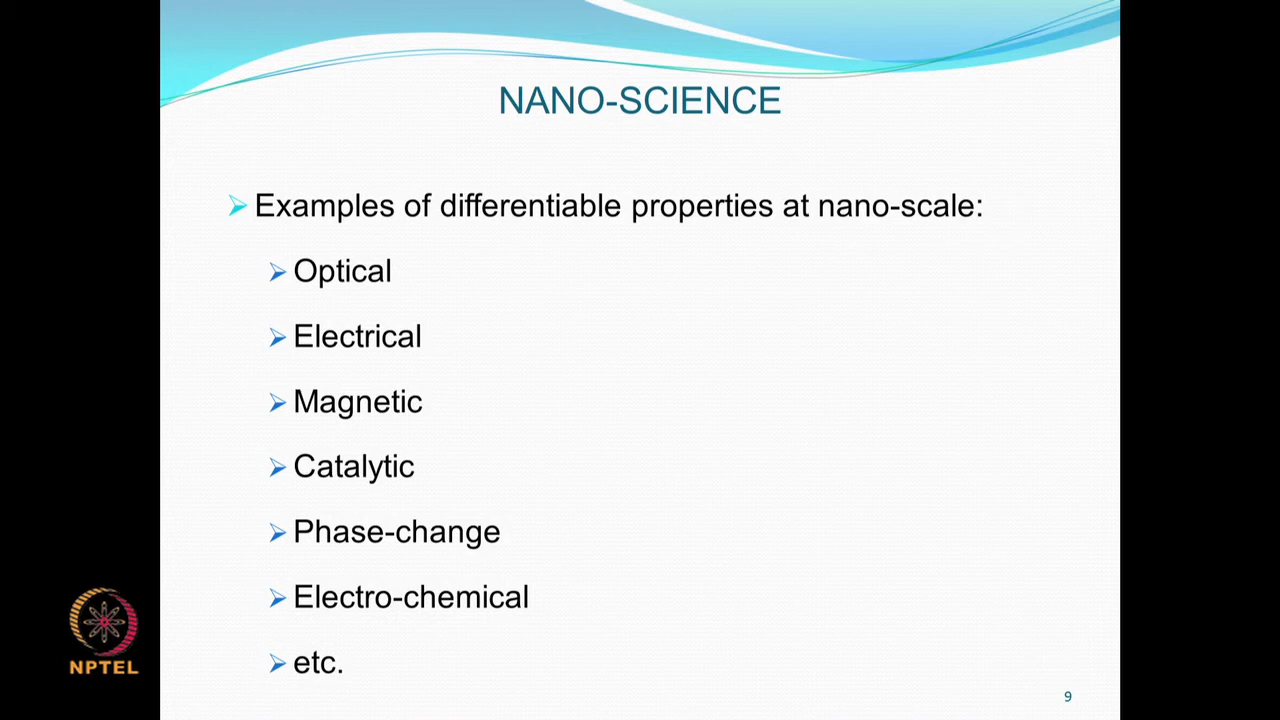 NANO-SCIENCE
Examples of differentiable properties at nano-scale:
Optical
Electrical
Magnetic
Catalytic
Phase-change
Electro-chemical
etc.
NPTEL
9